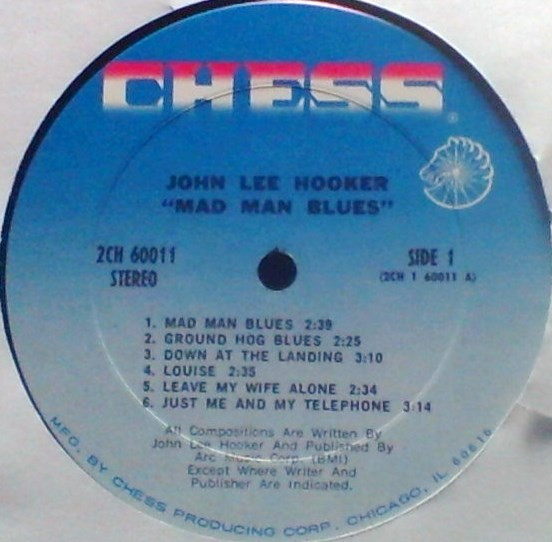 CHESS
®
JOHN LEE HOOKER
"MAD MAN BLUES"
2CH 60011
STEREO
SIDE 1
(2CH 1 60011 A)
1. MAD MAN BLUES 2:39
2. GROUND HOG BLUES 2:25
3. DOWN AT THE LANDING 3:10
4. LOUISE 2:35
5. LEAVE MY WIFE ALONE 2:34
6. JUST ME AND MY TELEPHONE 3:14
All Compositions Are Written By
John Lee Hooker And Published By
Arc Music Corp. (BMI)
Except Where Writer And
Publisher Are Indicated.
MFG. BY CHESS PRODUCING CORP. CHICAGO, IL 60616